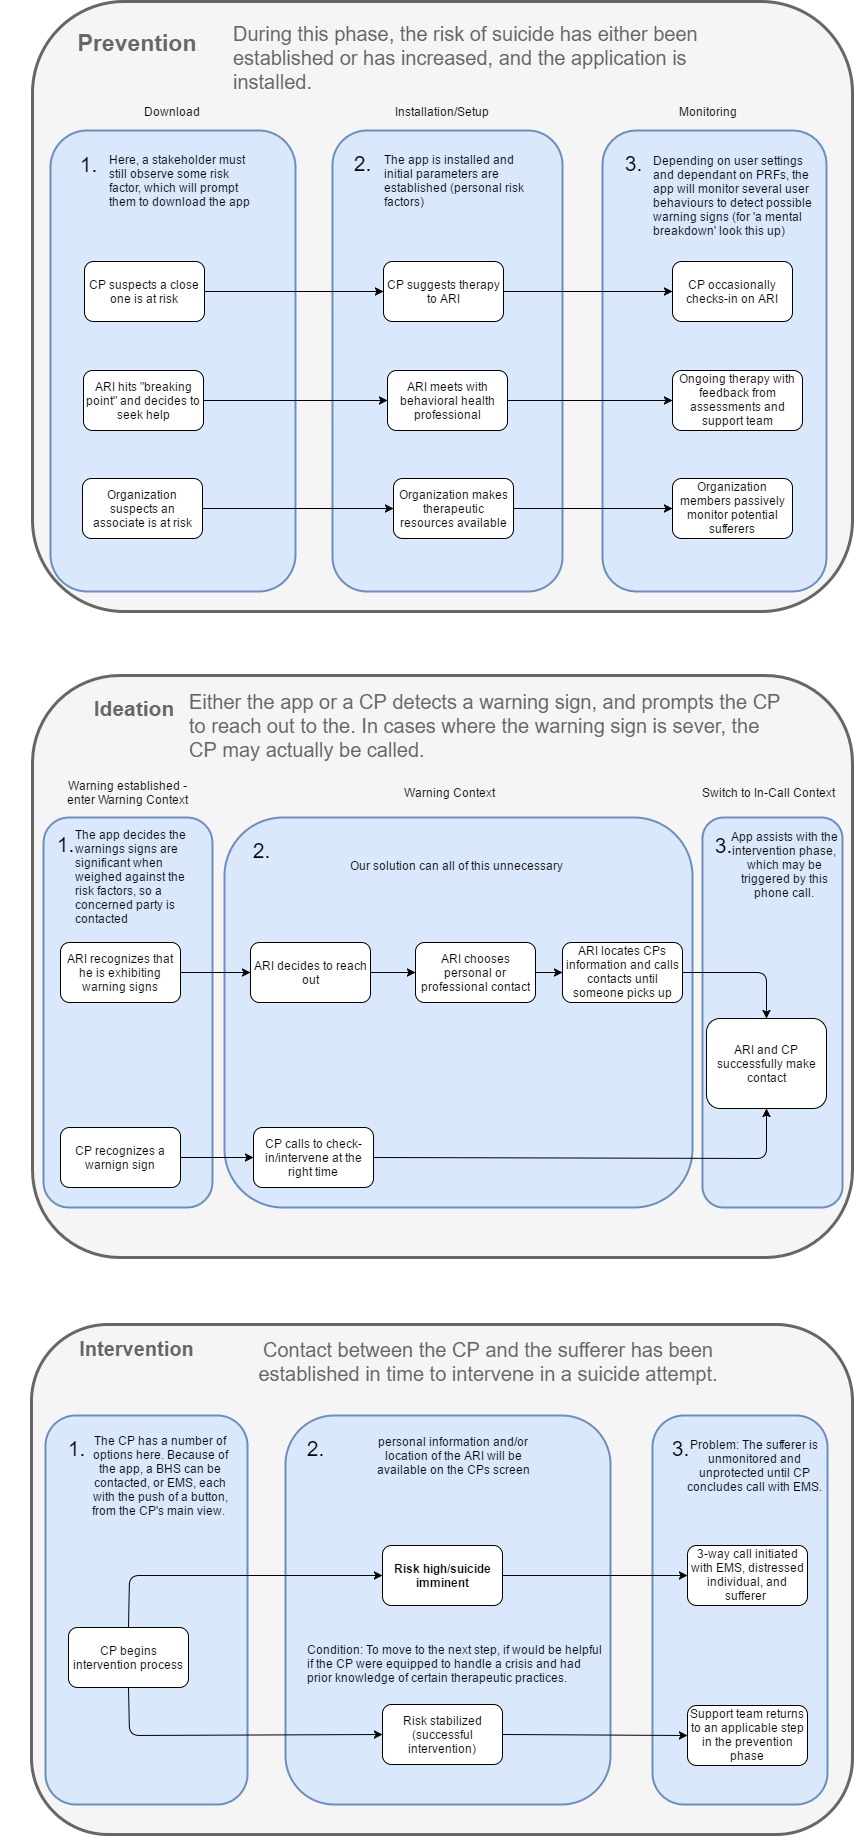 Prevention
During this phase, the risk of suicide has either been
established or has increased, and the application is
installed.
Download
Installation/Setup
Monitoring
1.
Here, a stakeholder must
still observe some risk
factor, which will prompt
them to download the app
2.
The app is installed and
initial parameters are
established (personal risk
factors)
3.
Depending on user settings
and dependant on PRFs, the
app will monitor several user
behaviours to detect possible
warning signs (for 'a mental
breakdown' look this up)
CP suspects a close
one is at risk
CP suggests therapy
to ARI
CP occasionally
checks-in on ARI
ARI hits "breaking
point" and decides to
seek help
ARI meets with
behavioral health
professional
Ongoing therapy with
feedback from
assessments and
support team
Organization
suspects an
associate is at risk
Organization makes
therapeutic
resources available
Organization
members passively
monitor potential
sufferers
Ideation
Either the app or a CP detects a warning sign, and prompts the CP
to reach out to the. In cases where the warning sign is sever, the
CP may actually be called.
Warning established -
enter Warning Context
Warning Context
Switch to In-Call Context
1.
The app decides the
warnings signs are
significant when
weighed against the
risk factors, so a
concerned party is
contacted
2.
Our solution can all of this unnecessary
3.
App assists with the
intervention phase,
which may be
triggered by this
phone call.
ARI recognizes that
he is exhibiting
warning signs
ARI decides to reach
out
ARI chooses
personal or
professional contact
ARI locates CPs
information and calls
contacts until
someone picks up
ARI and CP
successfully make
contact
CP recognizes a
warnign sign
CP calls to check-
in/intervene at the
right time
Intervention
Contact between the CP and the sufferer has been
established in time to intervene in a suicide attempt.
1.
The CP has a number of
options here. Because of
the app, a BHS can be
contacted, or EMS, each
with the push of a button,
from the CP's main view.
2.
personal information and/or
location of the ARI will be
available on the CPs screen
3.
Problem: The sufferer is
unmonitored and
unprotected until CP
concludes call with EMS.
Risk high/suicide
imminent
3-way call initiated
with EMS, distressed
individual, and
sufferer
CP begins
intervention process
Condition: To move to the next step, if would be helpful
if the CP were equipped to handle a crisis and had
prior knowledge of certain therapeutic practices.
Risk stabilized
(successful
intervention)
Support team returns
to an applicable step
in the prevention
phase